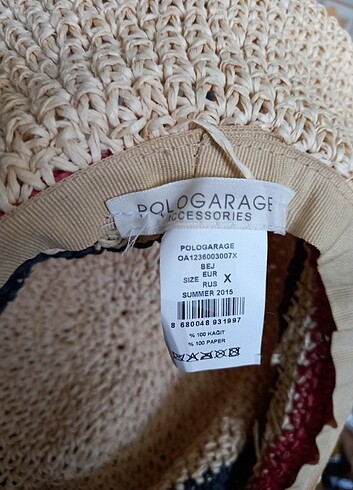 POLOGARAGE
ACCESSORIES
POLOGARAGE
OA1236003007X
BEJ
SIZE EUR RUS X
SUMMER 2015
8 680048 931997
% 100 KAĞIT
% 100 PAPER